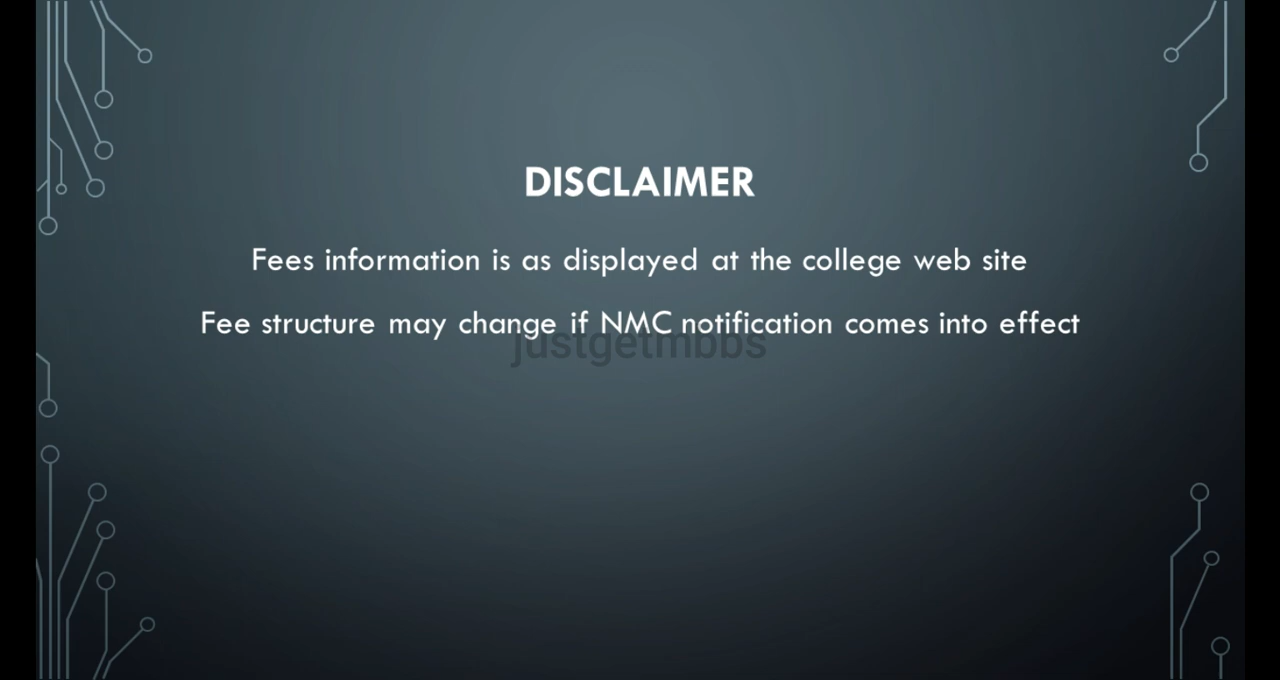 DISCLAIMER
Fees information is as displayed at the college web site
Fee structure may change if NMC notification comes into effect
justgetmbbs